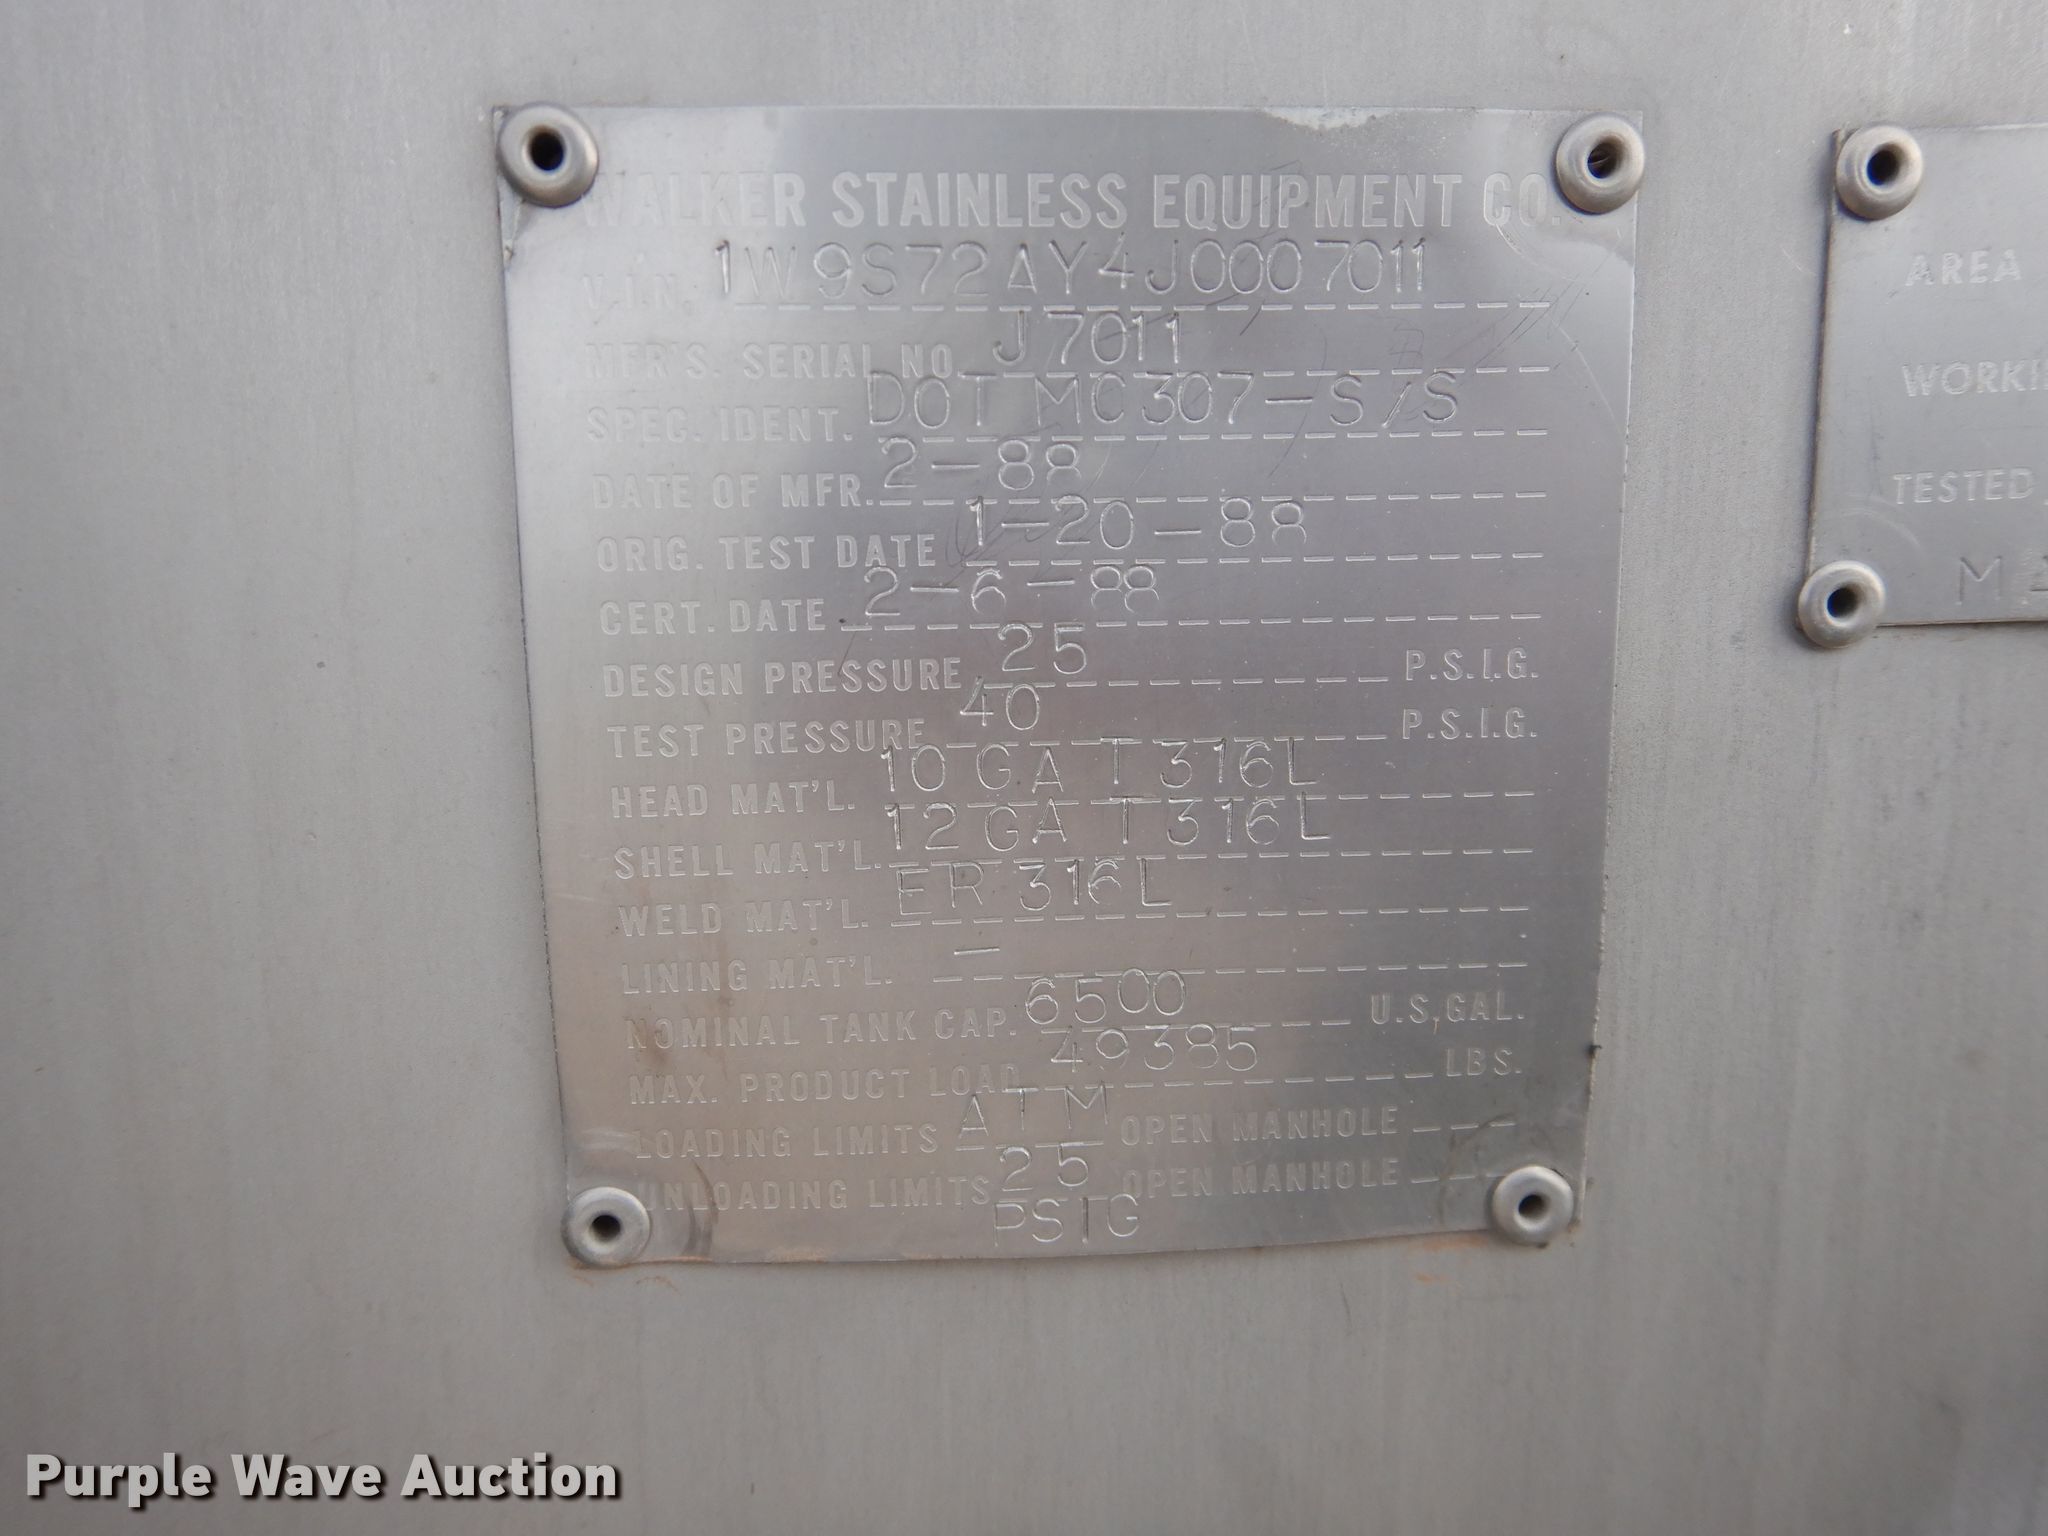 WALKER STAINLESS EQUIPMENT CO.
V.I.N. 1W9S72AY4J0007011
MFR'S. SERIAL NO. J7011
SPEC. IDENT. DOT MC307-S/S
DATE OF MFR. 2-88
ORIG. TEST DATE 1-20-88
CERT. DATE 2-6-88
DESIGN PRESSURE 25 P.S.I.G.
TEST PRESSURE 40 P.S.I.G.
HEAD MAT'L. 10 GA T 316L
SHELL MAT'L. 12 GA T 316L
WELD MAT'L. ER 316L
LINING MAT'L. -
NOMINAL TANK CAP. 6500 U.S. GAL.
MAX. PRODUCT LOAD 49385 LBS.
LOADING LIMITS ATM OPEN MANHOLE
UNLOADING LIMITS 25 OPEN MANHOLE
PSIG
AREA
TESTED
Purple Wave Auction